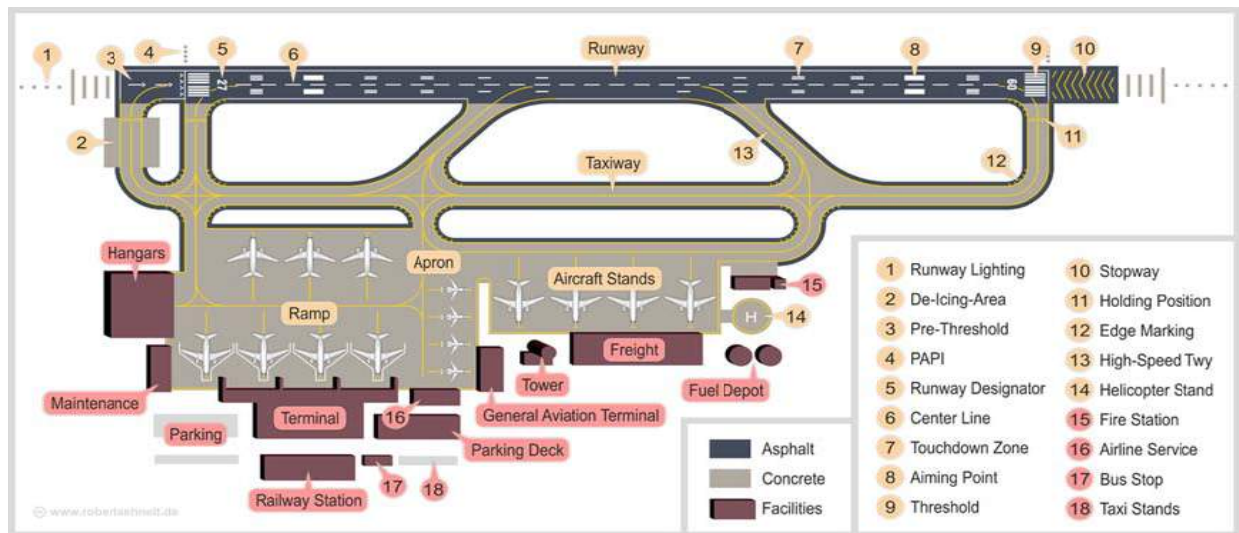 1
2
3
4
5
6
Runway
7
8
9
10
27
09
11
12
13
Taxiway
Hangars
Apron
Aircraft Stands
Ramp
15
14
H
Freight
Tower
Fuel Depot
Maintenance
Terminal
16
General Aviation Terminal
Parking
Parking Deck
Railway Station
17
18
Asphalt
Concrete
Facilities
1 Runway Lighting
2 De-Icing-Area
3 Pre-Threshold
4 PAPI
5 Runway Designator
6 Center Line
7 Touchdown Zone
8 Aiming Point
9 Threshold
10 Stopway
11 Holding Position
12 Edge Marking
13 High-Speed Twy
14 Helicopter Stand
15 Fire Station
16 Airline Service
17 Bus Stop
18 Taxi Stands
www.robertaehnelt.de